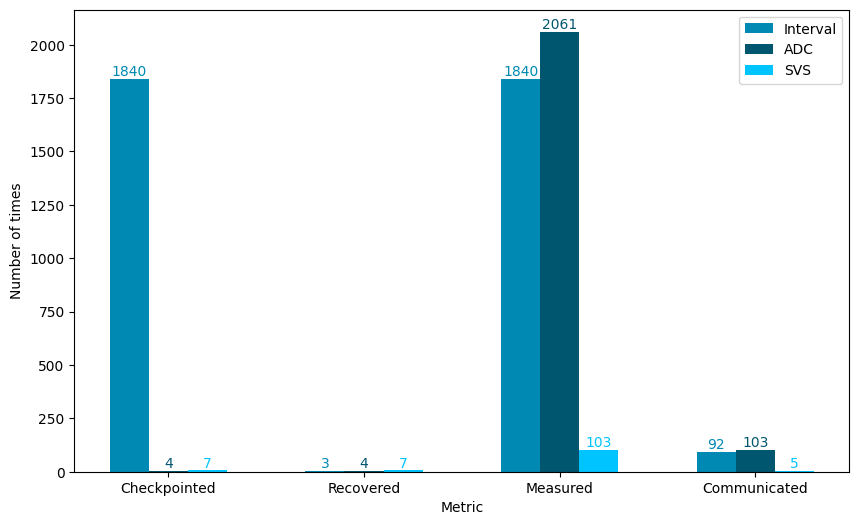 Number of times
2000
1750
1500
1250
1000
750
500
250
0
1840
4
7
3
4
7
1840
2061
103
92
103
5
Interval
ADC
SVS
Checkpointed
Recovered
Measured
Communicated
Metric